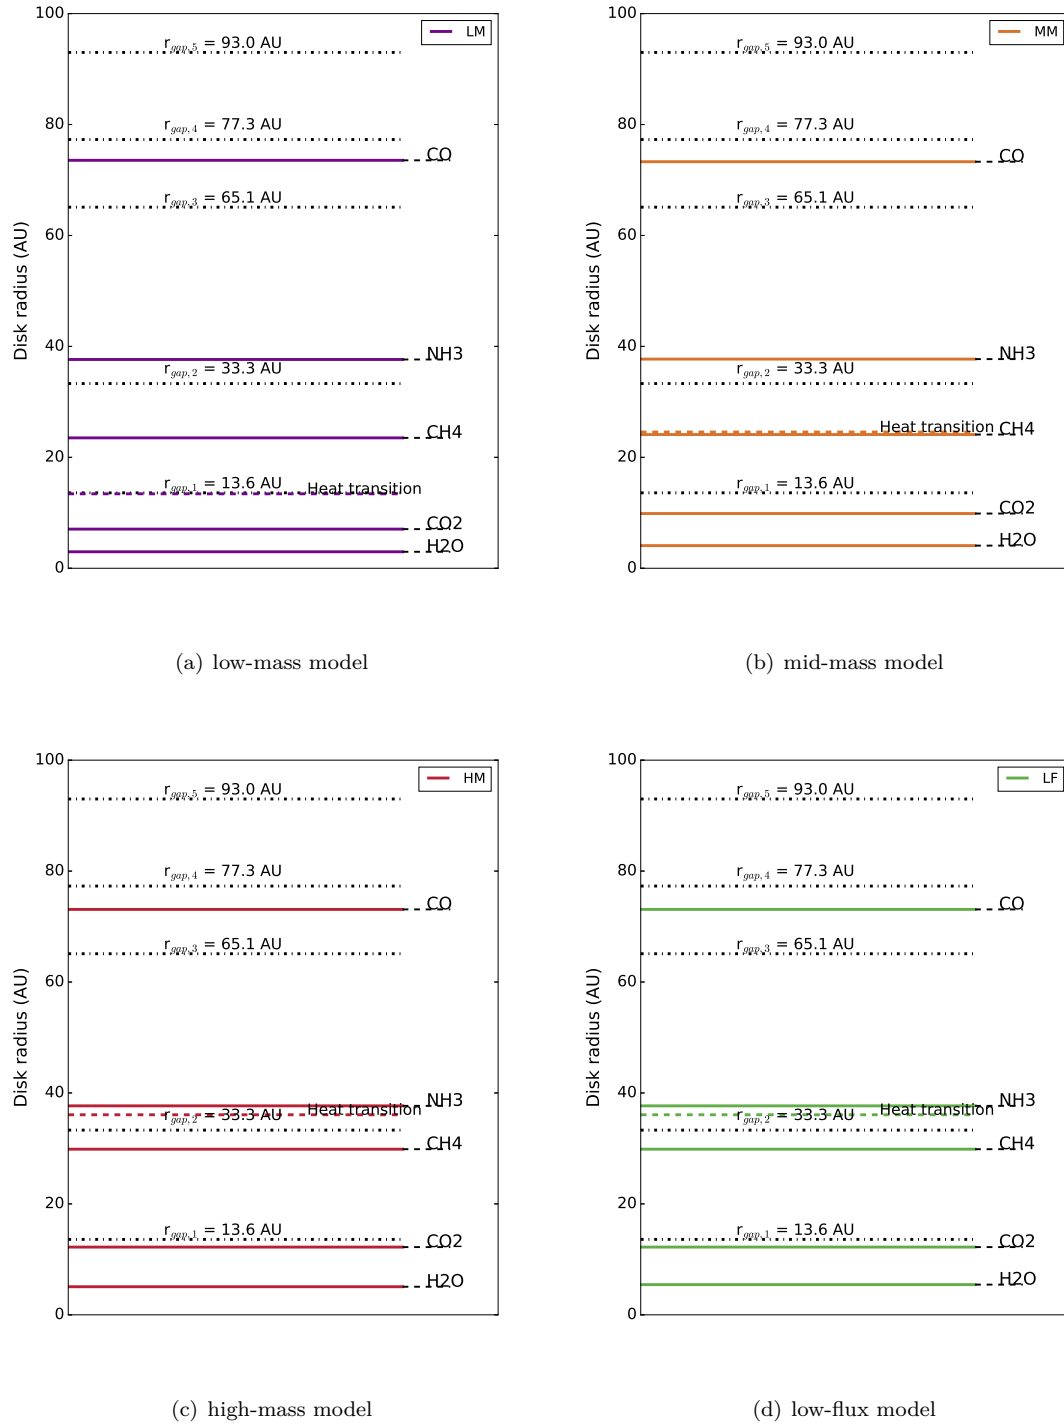 100
80
60
40
20
0
Disk radius (AU)
LM
r_gap,5 = 93.0 AU
r_gap,4 = 77.3 AU
CO
r_gap,3 = 65.1 AU
NH3
r_gap,2 = 33.3 AU
CH4
r_gap,1 = 13.6 AU
Heat transition
CO2
H2O
(a) low-mass model
100
80
60
40
20
0
Disk radius (AU)
MM
r_gap,5 = 93.0 AU
r_gap,4 = 77.3 AU
CO
r_gap,3 = 65.1 AU
NH3
r_gap,2 = 33.3 AU
Heat transition
CH4
r_gap,1 = 13.6 AU
CO2
H2O
(b) mid-mass model
100
80
60
40
20
0
Disk radius (AU)
HM
r_gap,5 = 93.0 AU
r_gap,4 = 77.3 AU
CO
r_gap,3 = 65.1 AU
NH3
Heat transition
r_gap,2 = 33.3 AU
CH4
r_gap,1 = 13.6 AU
CO2
H2O
(c) high-mass model
100
80
60
40
20
0
Disk radius (AU)
LF
r_gap,5 = 93.0 AU
r_gap,4 = 77.3 AU
CO
r_gap,3 = 65.1 AU
NH3
Heat transition
r_gap,2 = 33.3 AU
CH4
r_gap,1 = 13.6 AU
CO2
H2O
(d) low-flux model